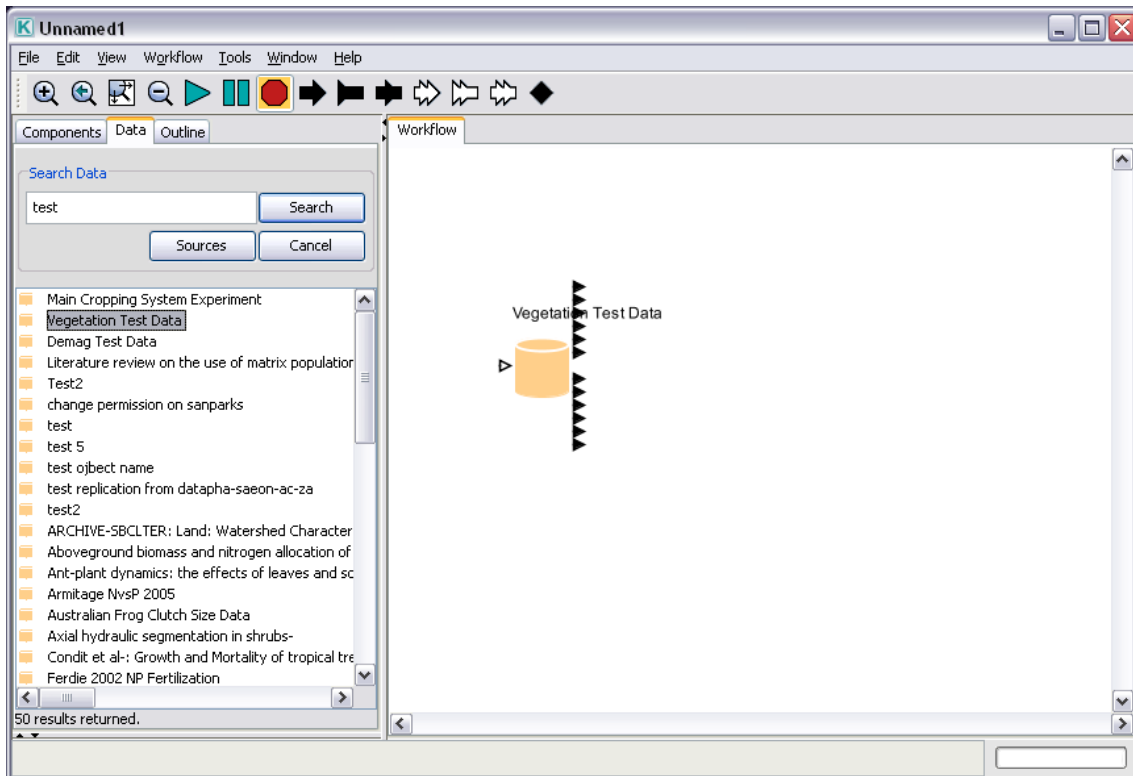 K Unnamed1
File Edit View Workflow Tools Window Help
Components Data Outline
Workflow
Search Data
test Search
Sources Cancel
Main Cropping System Experiment
Vegetation Test Data
Demag Test Data
Literature review on the use of matrix population
Test2
change permission on sanparks
test
test 5
test ojbect name
test replication from datapha-saeon-ac-za
test2
ARCHIVE-SBCLTER: Land: Watershed Character
Aboveground biomass and nitrogen allocation of
Ant-plant dynamics: the effects of leaves and sc
Armitage NvsP 2005
Australian Frog Clutch Size Data
Axial hydraulic segmentation in shrubs-
Condit et al-: Growth and Mortality of tropical tre
Ferdie 2002 NP Fertilization
50 results returned.
Vegetation Test Data